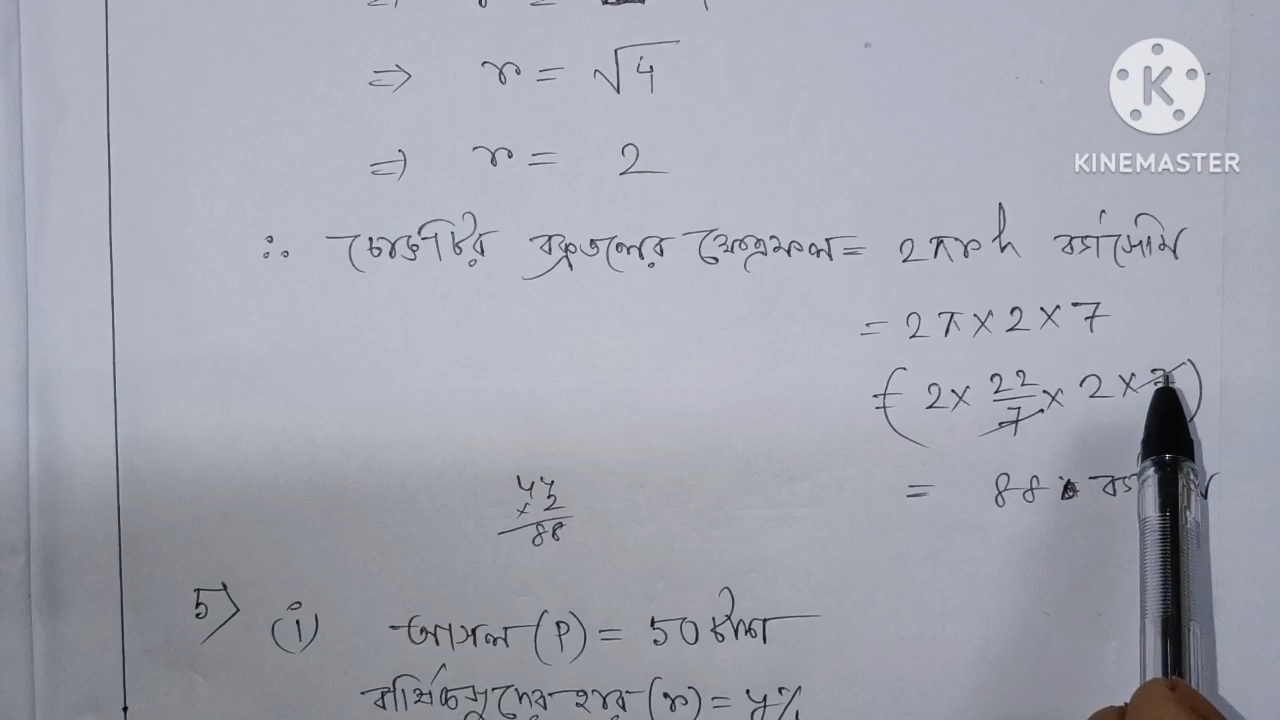 ⇒ r = √4
KINEMASTER
⇒ r = 2
∴ চোঙটির বক্রতলের ক্ষেত্রফল = 2πrh বর্গসেমি
= 2π × 2 × 7
= (2 × 22/7 × 2 × 7)
= 88
44
× 2
88
5) (i) আসল (P) = 50 টাকা
বার্ষিক সুদের হার (r) = 4%